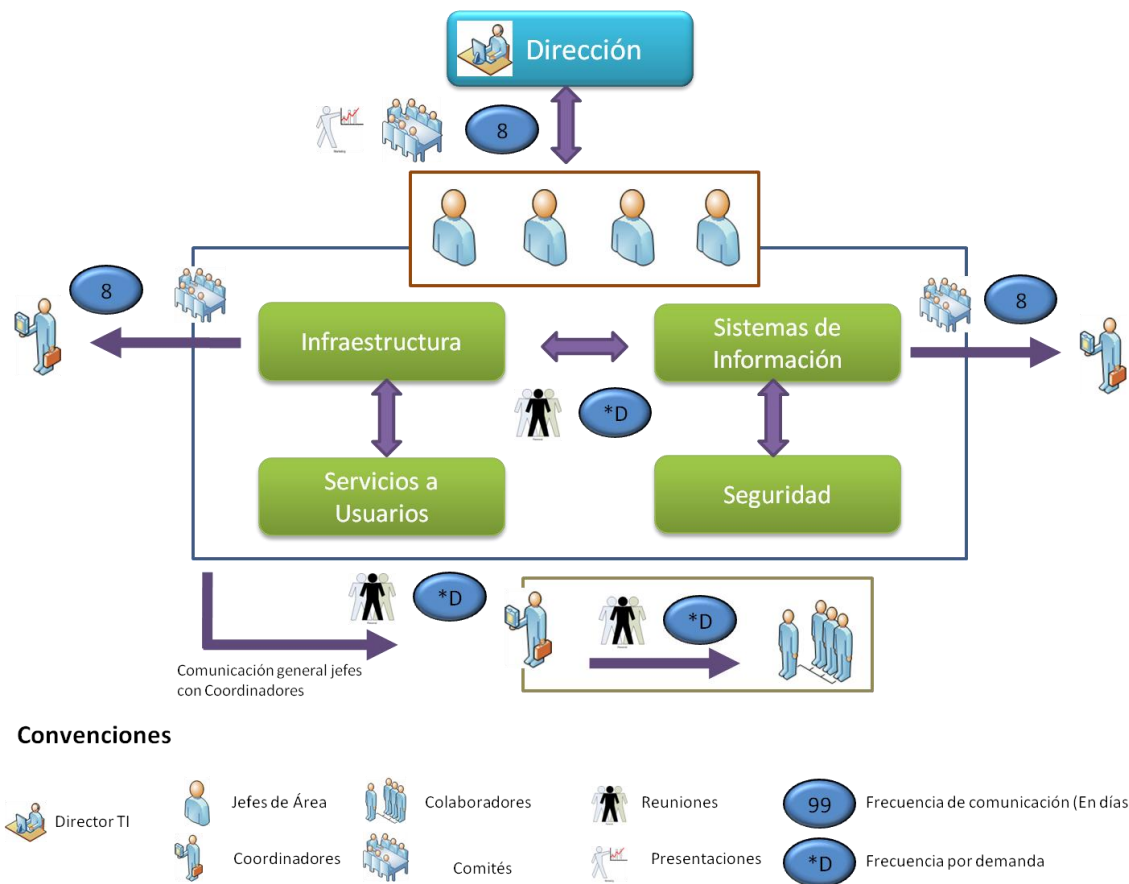 Dirección
8
8
8
Infraestructura
Sistemas de
Información
*D
Servicios a
Usuarios
Seguridad
*D
*D
Comunicación general jefes
con Coordinadores
Convenciones
Director TI
Jefes de Área
Colaboradores
Reuniones
99
Frecuencia de comunicación (En días
Coordinadores
Comités
Presentaciones
*D
Frecuencia por demanda